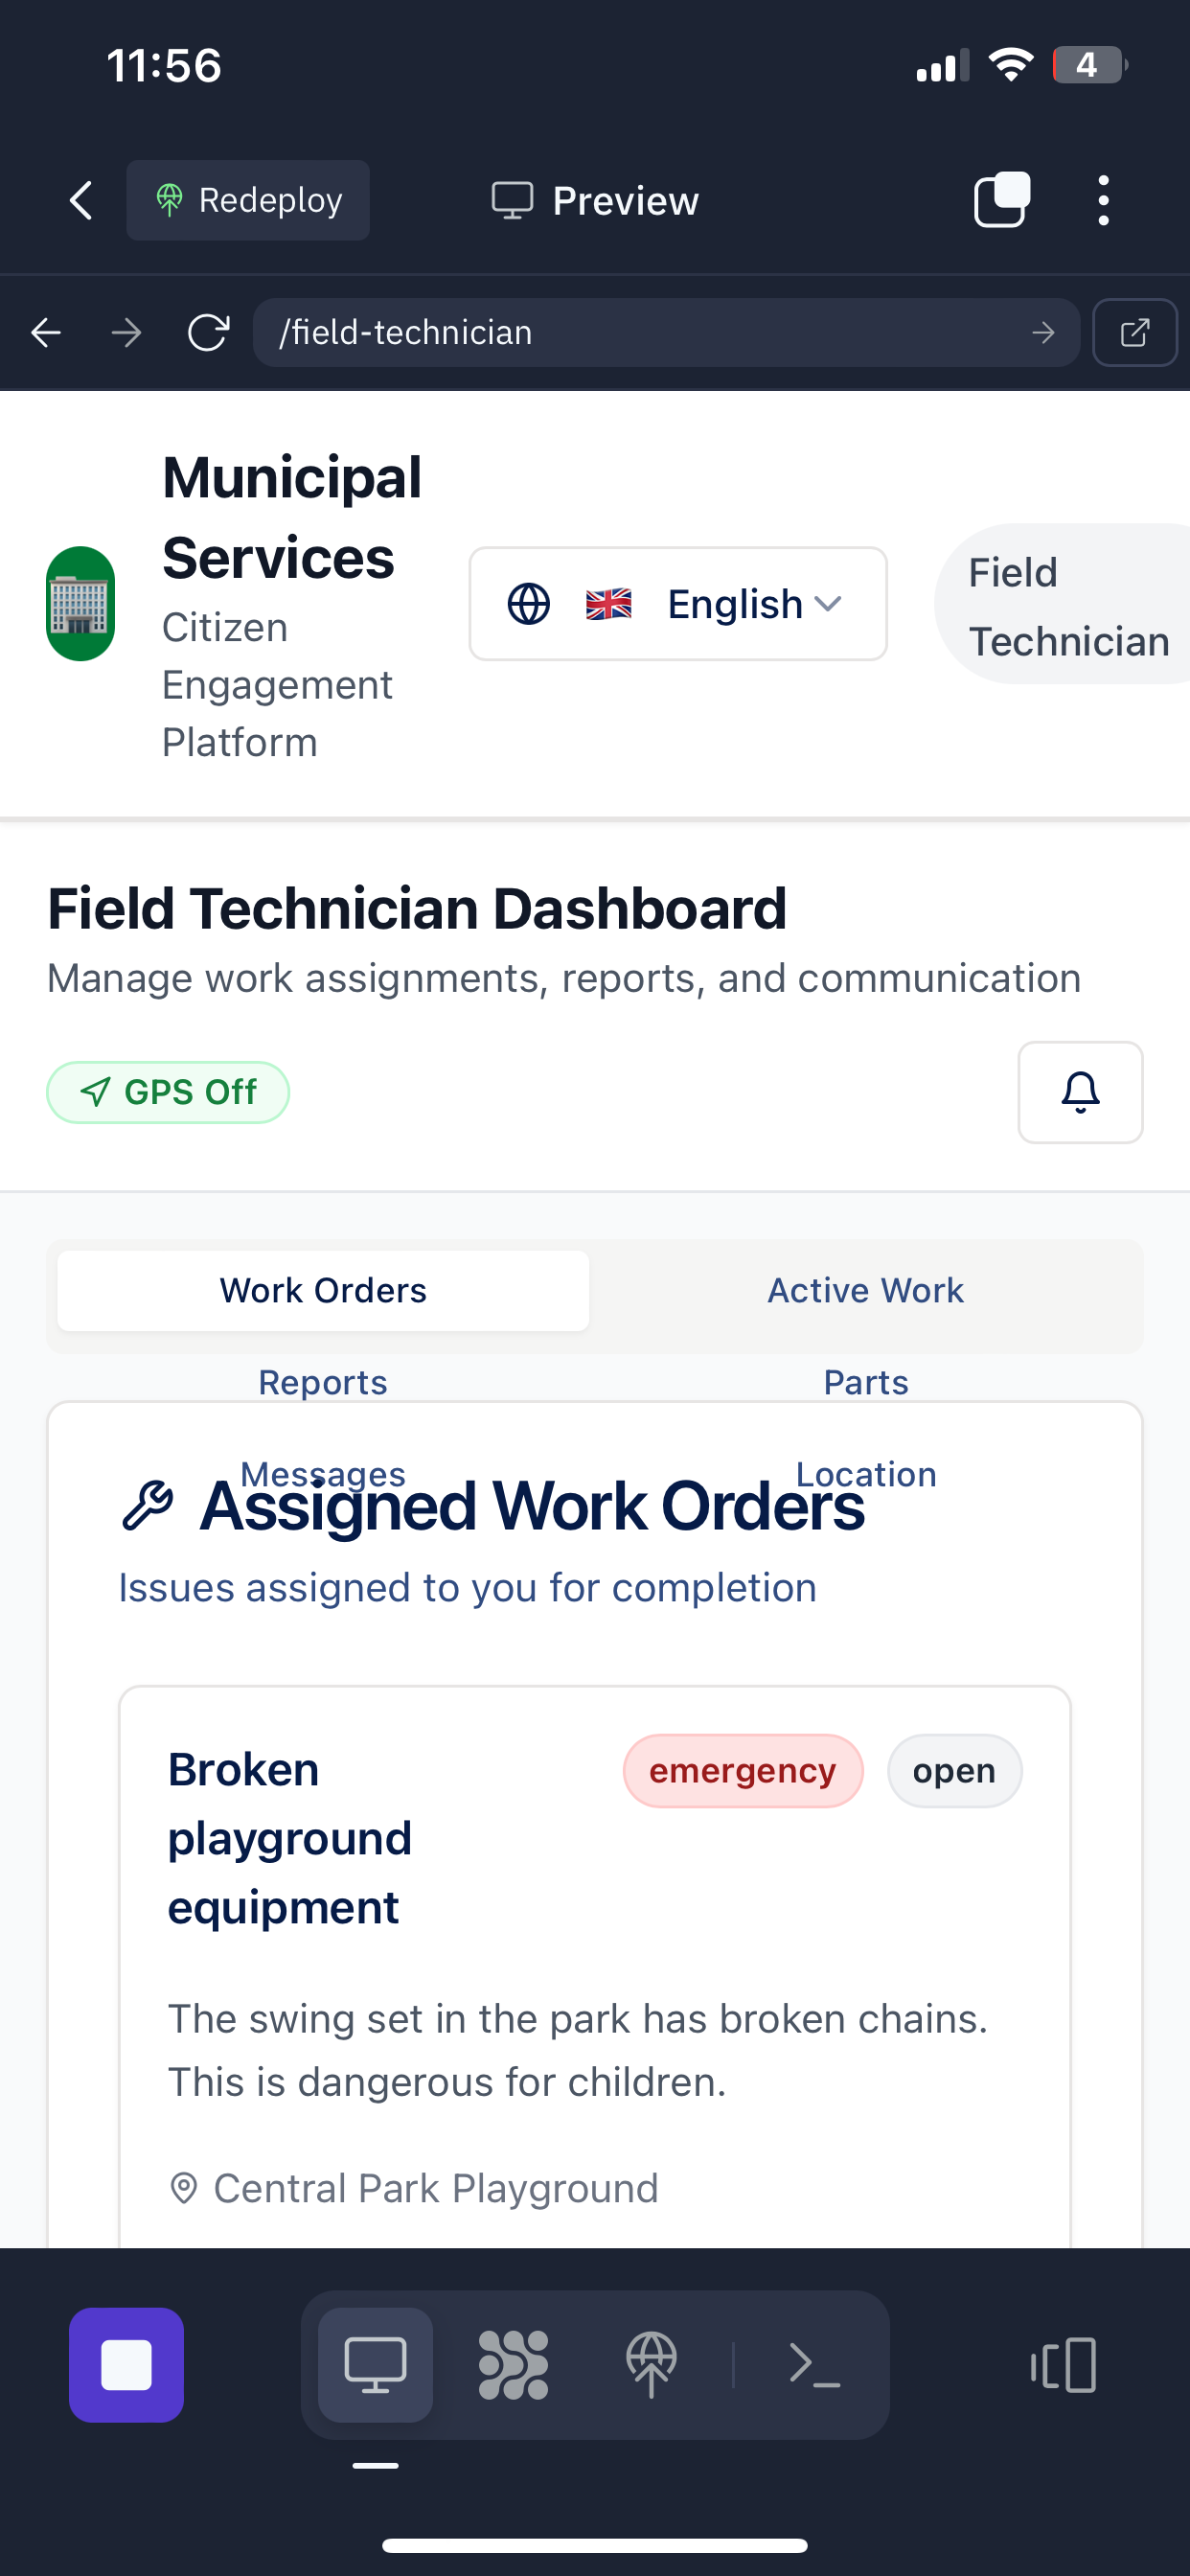 11:56
4
Redeploy
Preview
/field-technician
Municipal
Services
Citizen
Engagement
Platform
English
Field
Technician
Field Technician Dashboard
Manage work assignments, reports, and communication
GPS Off
Work Orders
Active Work
Reports
Parts
Messages
Location
Assigned Work Orders
Issues assigned to you for completion
Broken
playground
equipment
emergency
open
The swing set in the park has broken chains.
This is dangerous for children.
Central Park Playground